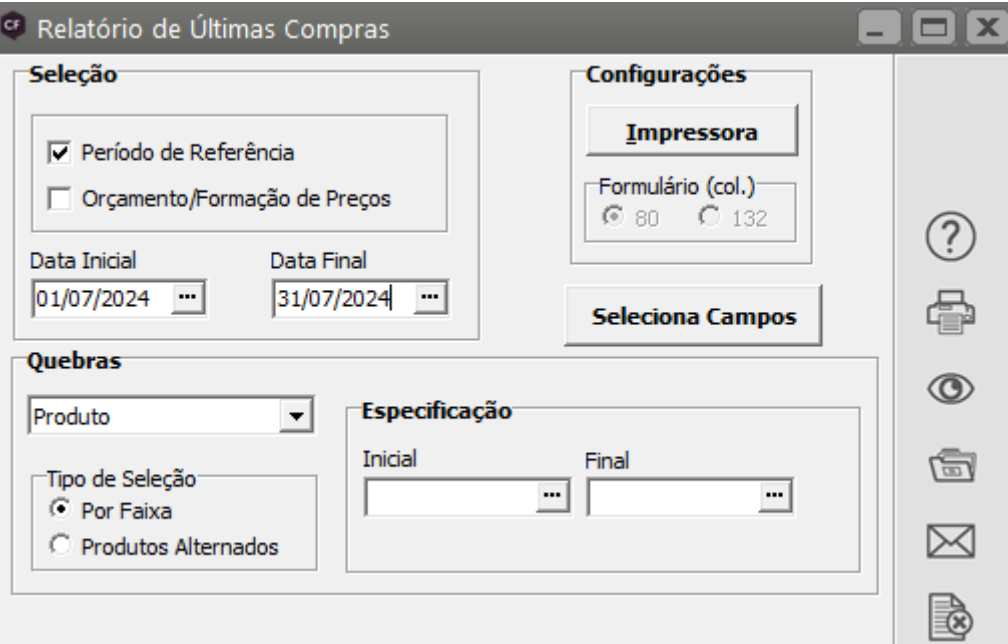 CF Relatório de Últimas Compras
Seleção
Período de Referência
Orçamento/Formação de Preços
Data Inicial
Data Final
01/07/2024 ...
31/07/2024 ...
Configurações
Impressora
Formulário (col.)
80
132
Seleciona Campos
Quebras
Produto
Tipo de Seleção
Por Faixa
Produtos Alternados
Especificação
Inicial
Final
...
...